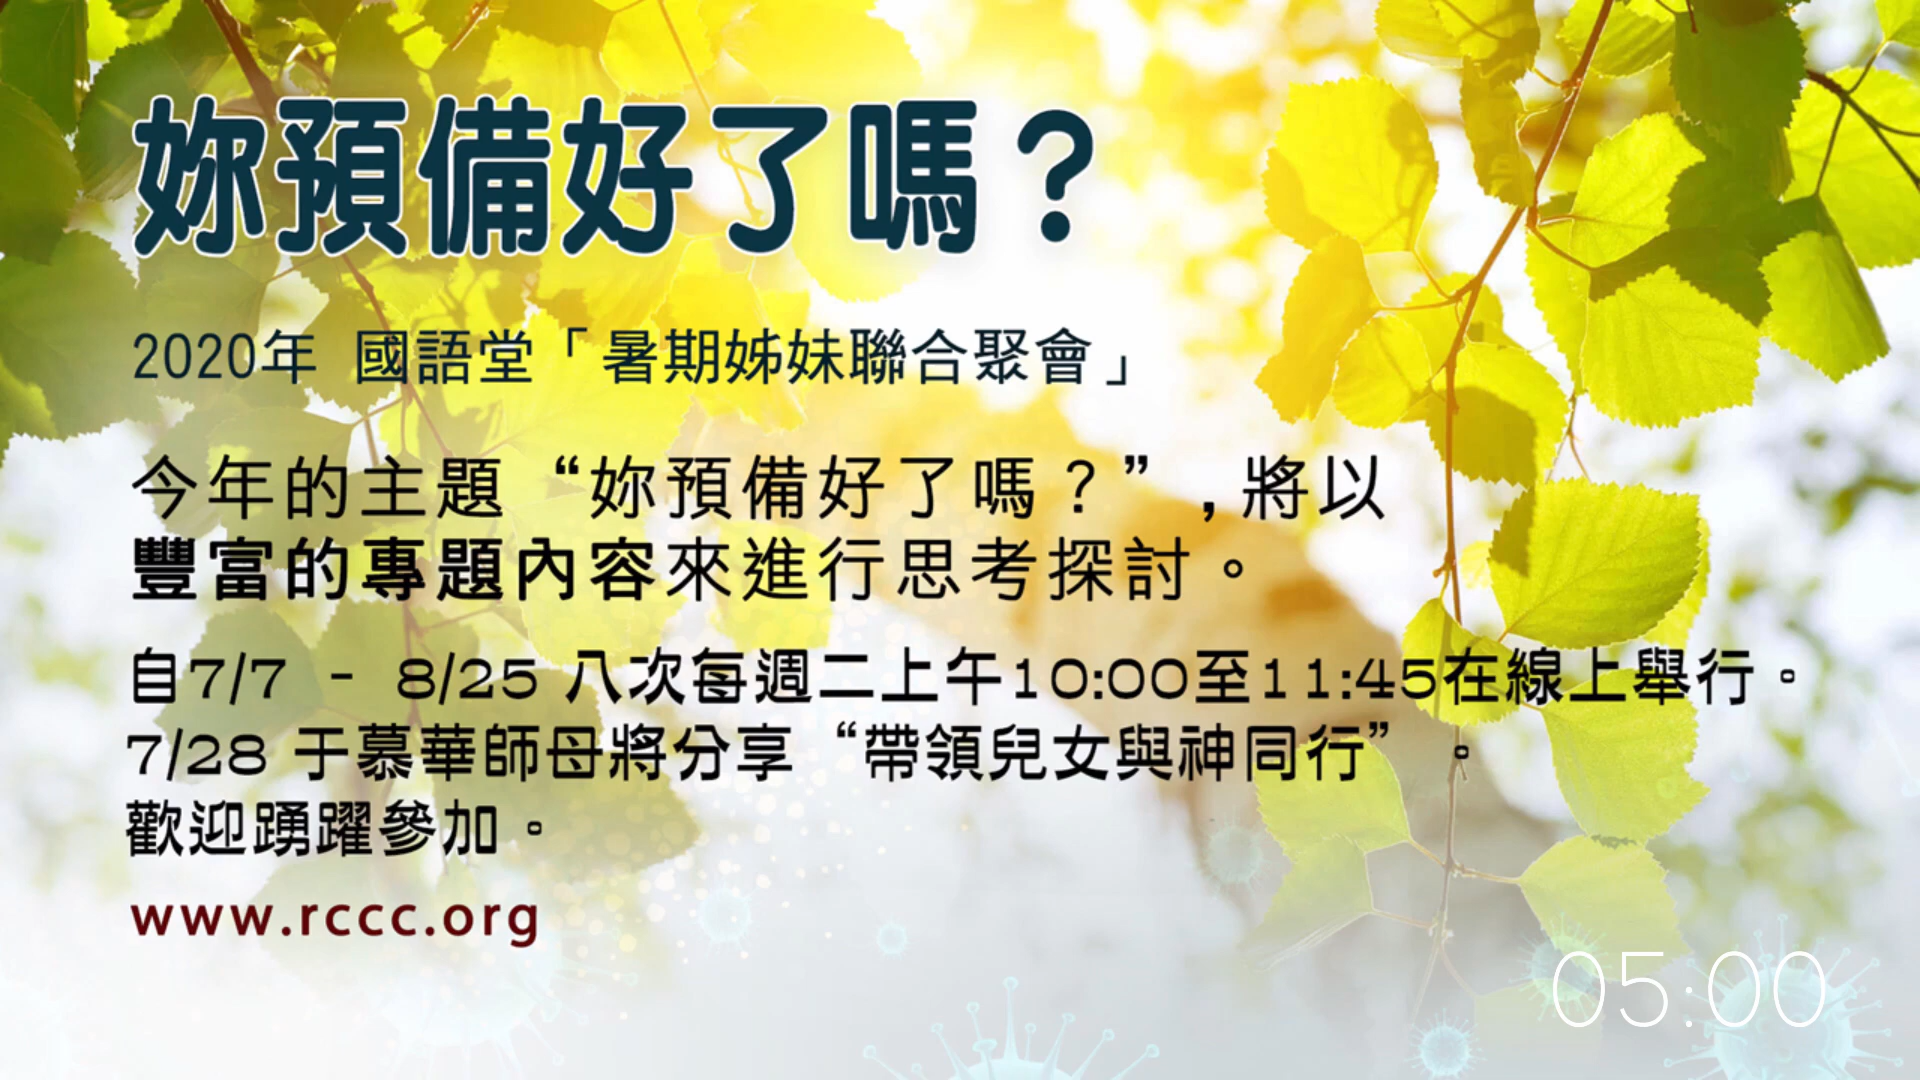 妳預備好了嗎？
2020年 國語堂「暑期姊妹聯合聚會」
今年的主題“妳預備好了嗎？”，將以
豐富的專題內容來進行思考探討。
自7/7 - 8/25 八次每週二上午10:00至11:45在線上舉行。
7/28 于慕華師母將分享“帶領兒女與神同行”。
歡迎踴躍參加。
www.rccc.org
05:00